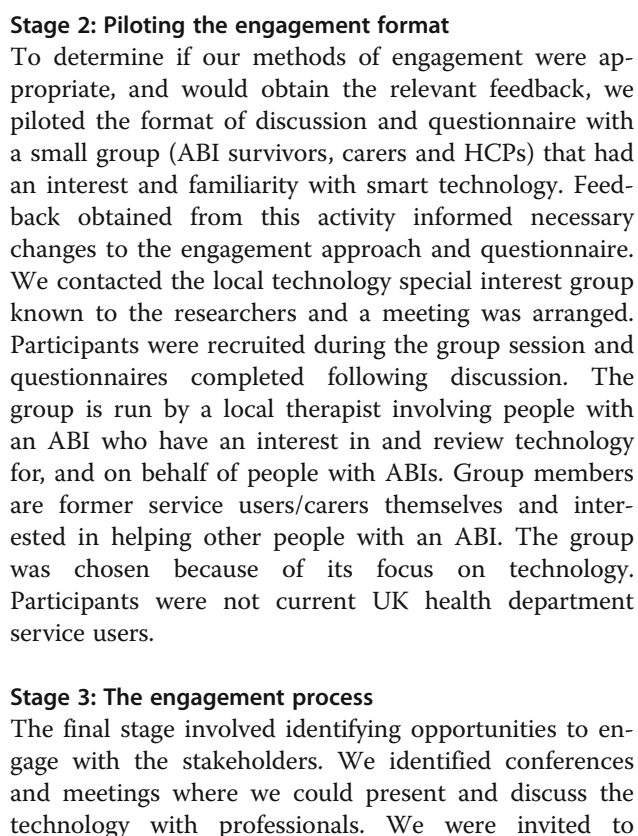 Stage 2: Piloting the engagement format
To determine if our methods of engagement were ap-
propriate, and would obtain the relevant feedback, we
piloted the format of discussion and questionnaire with
a small group (ABI survivors, carers and HCPs) that had
an interest and familiarity with smart technology. Feed-
back obtained from this activity informed necessary
changes to the engagement approach and questionnaire.
We contacted the local technology special interest group
known to the researchers and a meeting was arranged.
Participants were recruited during the group session and
questionnaires completed following discussion. The
group is run by a local therapist involving people with
an ABI who have an interest in and review technology
for, and on behalf of people with ABIs. Group members
are former service users/carers themselves and inter-
ested in helping other people with an ABI. The group
was chosen because of its focus on technology.
Participants were not current UK health department
service users.
Stage 3: The engagement process
The final stage involved identifying opportunities to en-
gage with the stakeholders. We identified conferences
and meetings where we could present and discuss the
technology with professionals. We were invited to